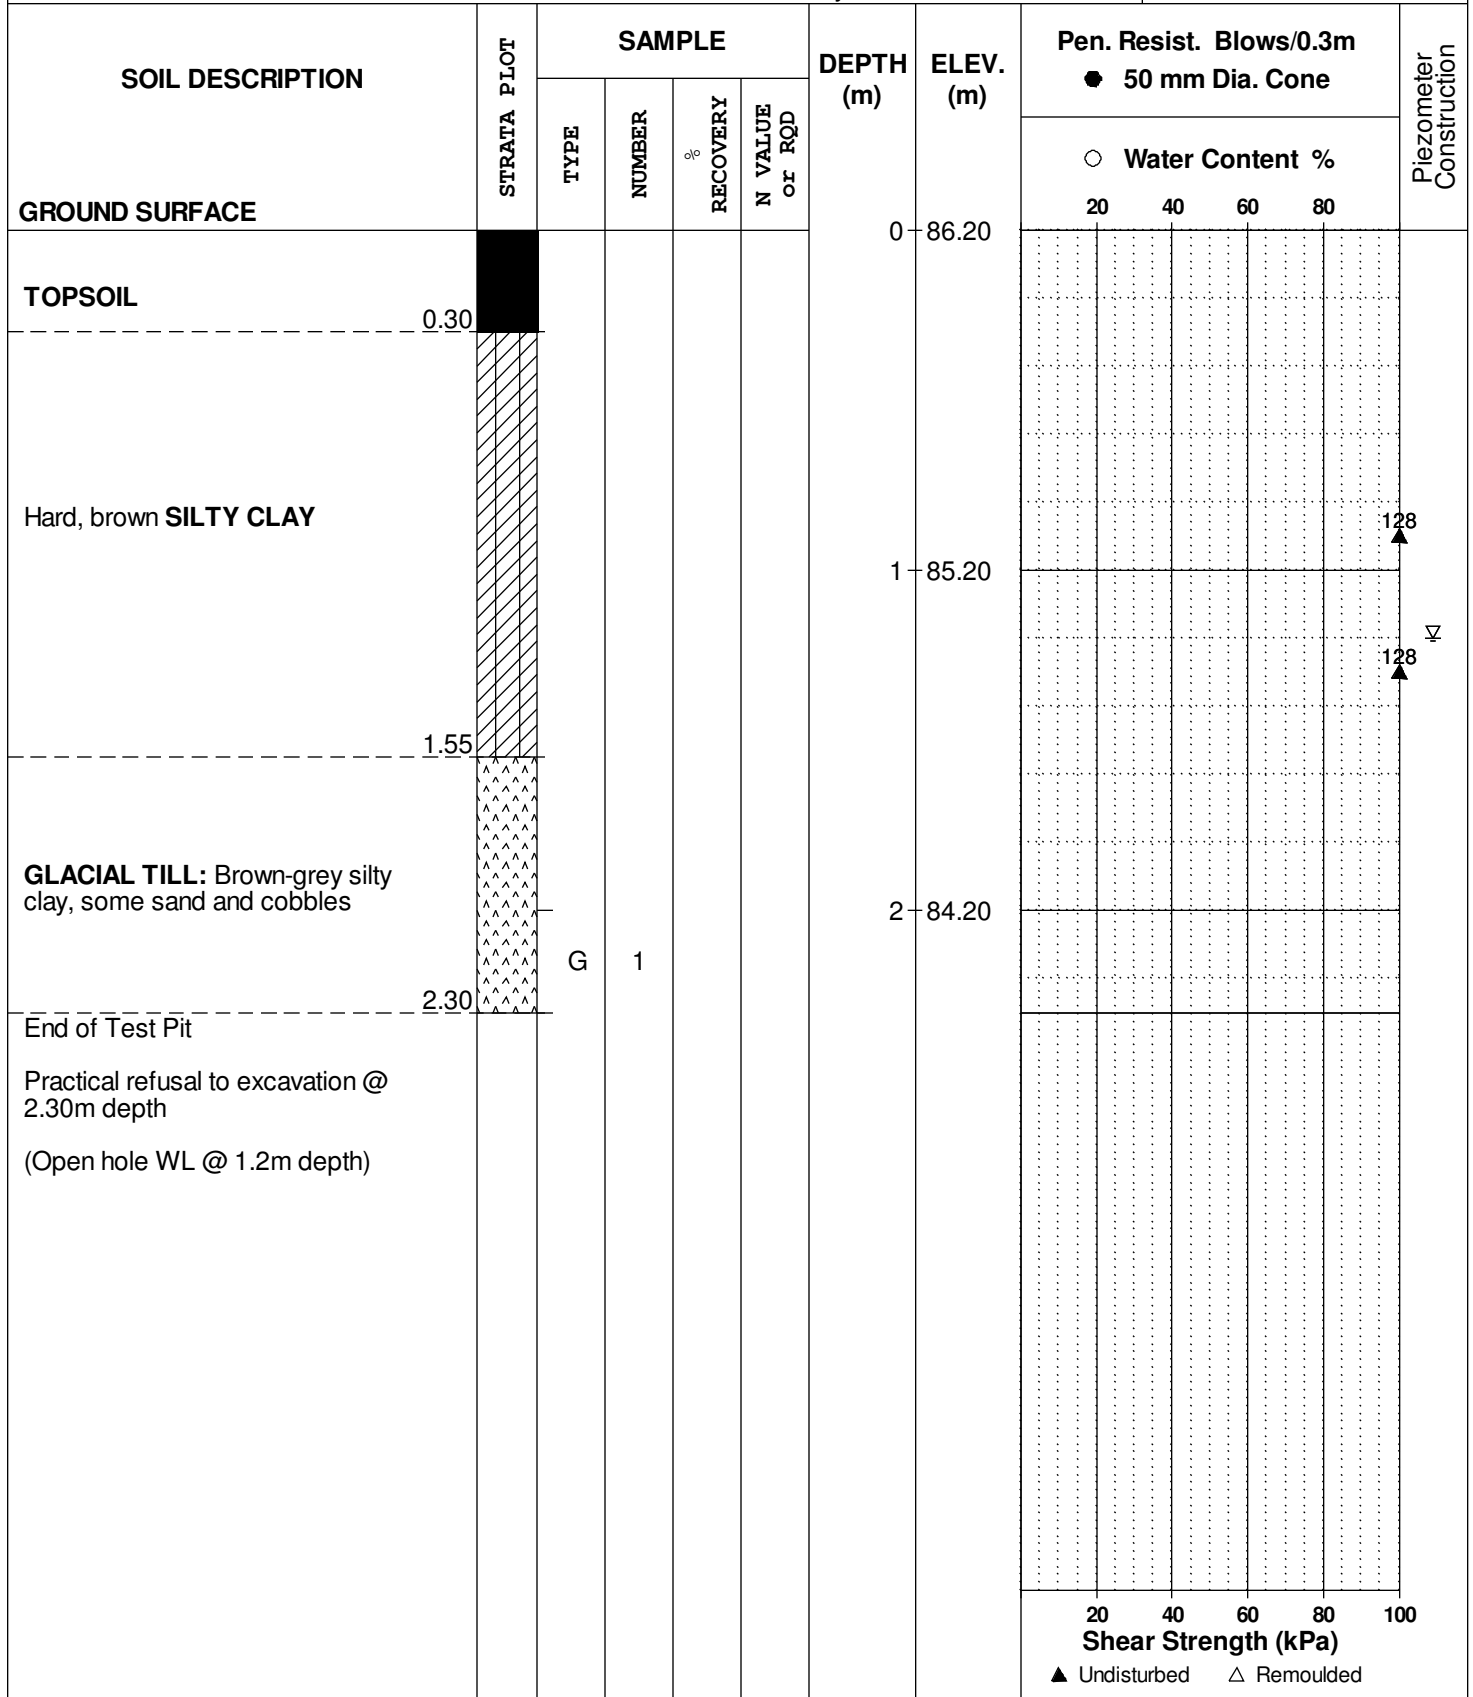 SOIL DESCRIPTION
GROUND SURFACE
STRATA PLOT
SAMPLE
TYPE
NUMBER
%
RECOVERY
N VALUE
or RQD
DEPTH
(m)
ELEV.
(m)
Pen. Resist. Blows/0.3m
● 50 mm Dia. Cone
○ Water Content %
20 40 60 80
Piezometer
Construction
0 86.20
TOPSOIL
0.30
Hard, brown SILTY CLAY
128
1 85.20
128
1.55
GLACIAL TILL: Brown-grey silty
clay, some sand and cobbles
2 84.20
G 1
2.30
End of Test Pit
Practical refusal to excavation @
2.30m depth
(Open hole WL @ 1.2m depth)
20 40 60 80 100
Shear Strength (kPa)
▲ Undisturbed △ Remoulded